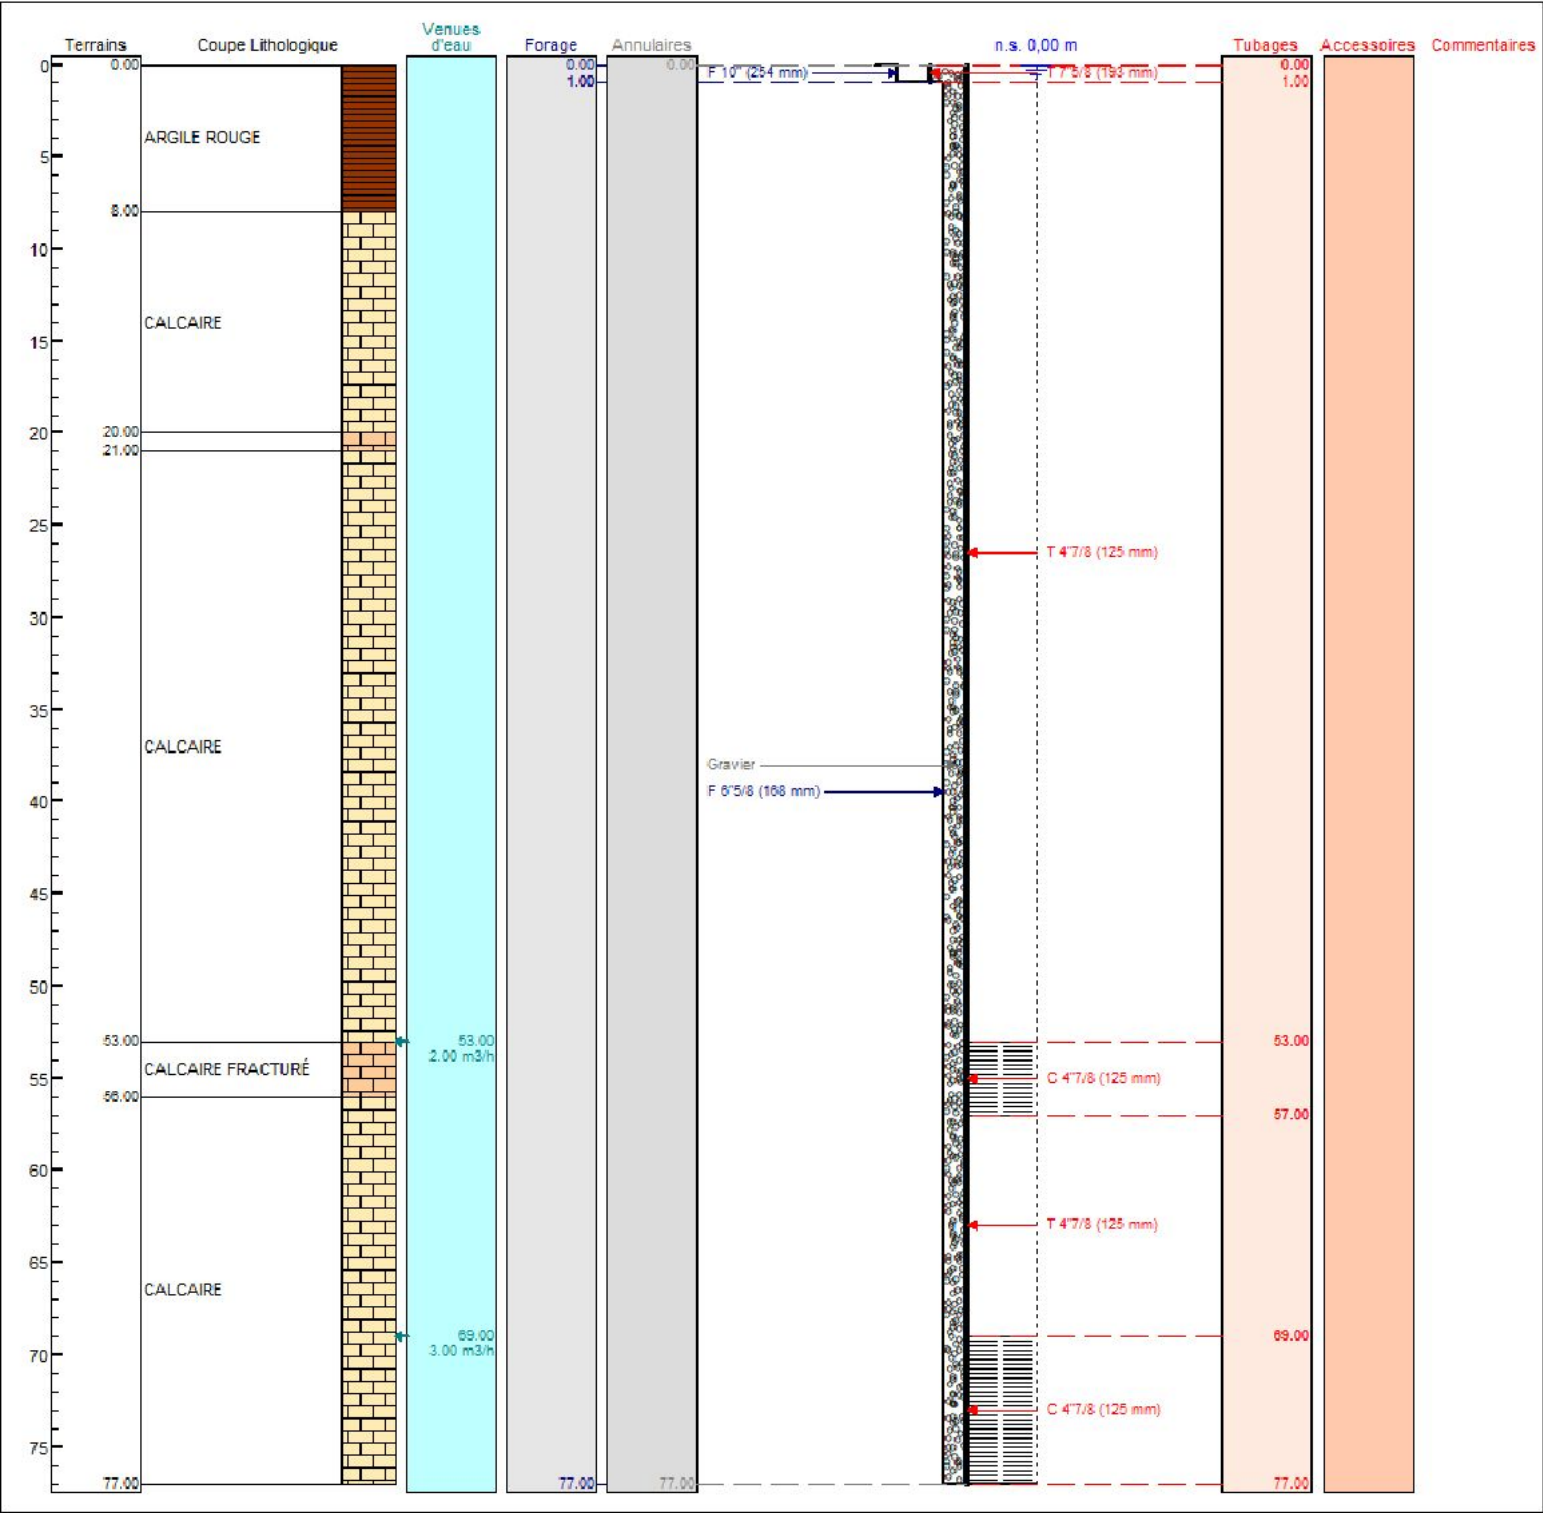 Terrains Coupe Lithologique Venues d'eau Forage Annulaires n.s. 0,00 m Tubages Accessoires Commentaires
0 0.00 0.00 0.00 F 10" (254 mm) T 7"5/8 (193 mm) 0.00
1.00 1.00
ARGILE ROUGE
5
8.00
10
CALCAIRE
15
20 20.00
21.00
25
T 4"7/8 (125 mm)
30
35
CALCAIRE
Gravier
F 6"5/8 (168 mm)
40
45
50
53.00 53.00 53.00
2.00 m3/h
CALCAIRE FRACTURÉ
55 C 4"7/8 (125 mm)
56.00
57.00
60
T 4"7/8 (125 mm)
65
CALCAIRE
69.00 69.00
3.00 m3/h
70
C 4"7/8 (125 mm)
75
77.00 77.00 77.00 77.00